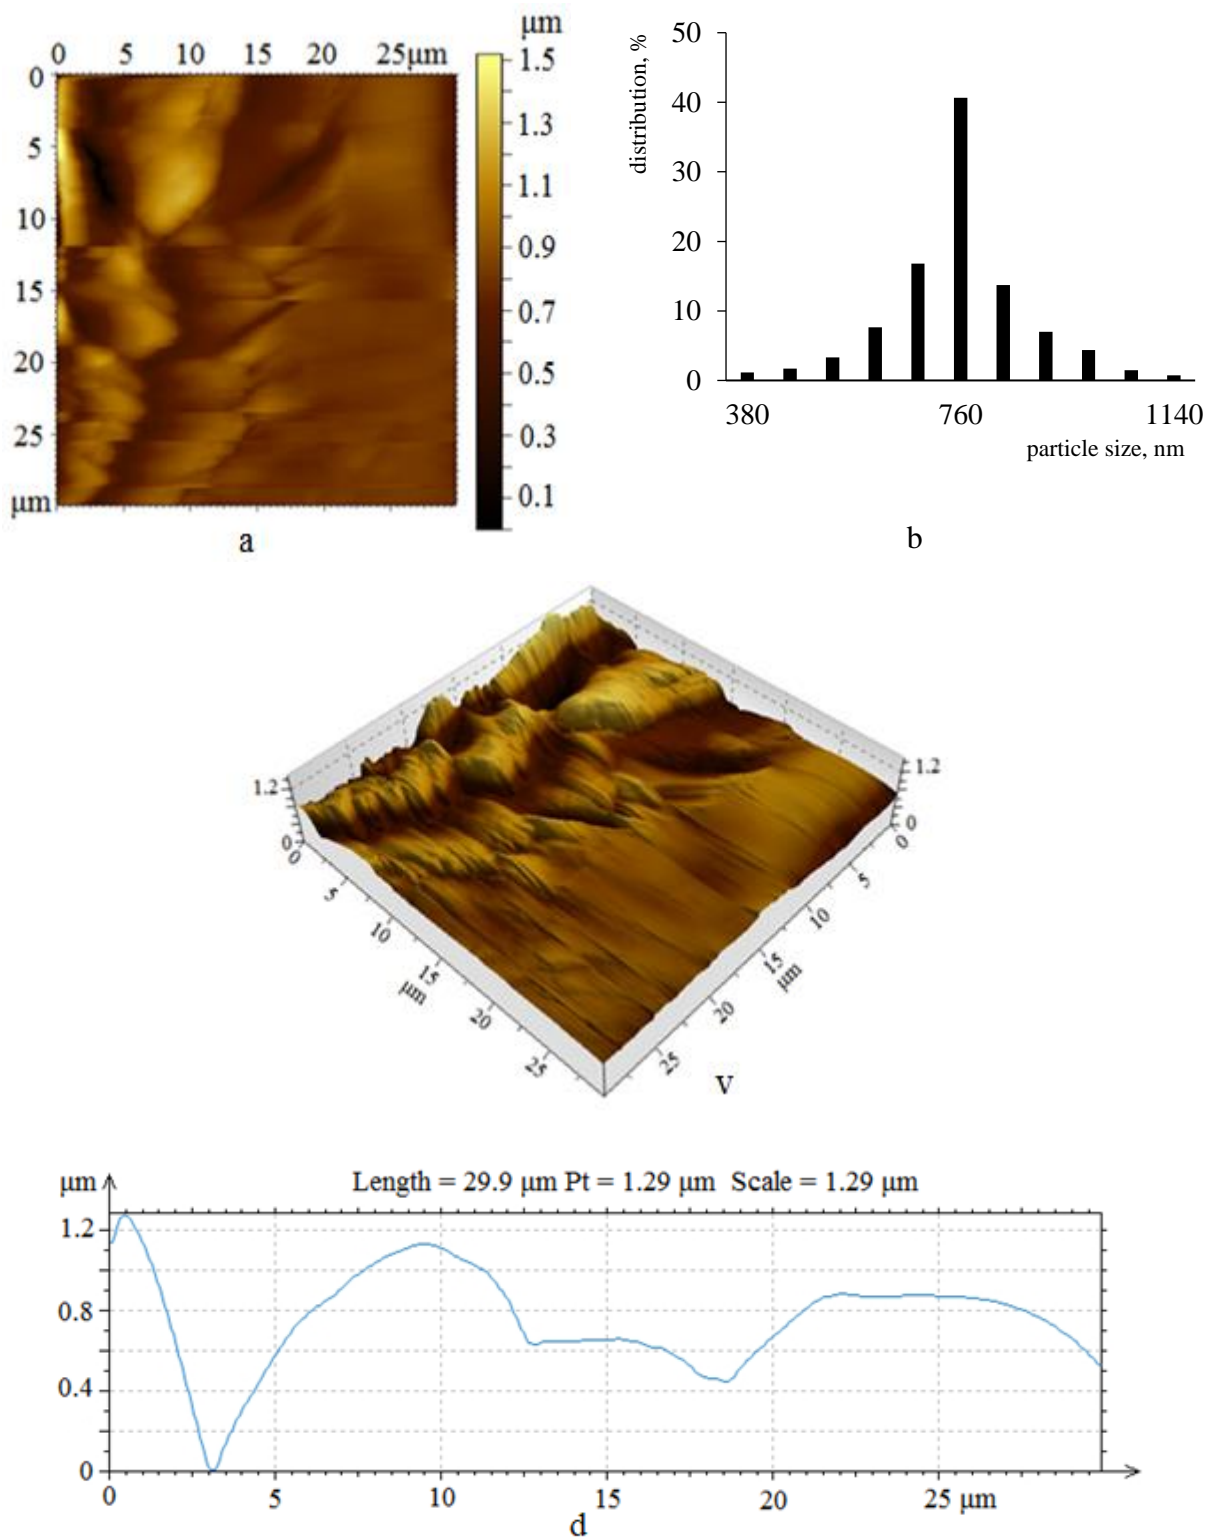 μm
0 5 10 15 20 25μm
0
5
10
15
20
25
μm
1.5
1.3
1.1
0.9
0.7
0.5
0.3
0.1
a
distribution, %
50
40
30
20
10
0
380 760 1140
particle size, nm
b
1.2
0
0
5
10
15
μm
20
25
1.2
0
0
5
10
15
μm
20
25
v
Length = 29.9 μm Pt = 1.29 μm Scale = 1.29 μm
μm
1.2
0.8
0.4
0
0 5 10 15 20 25 μm
d